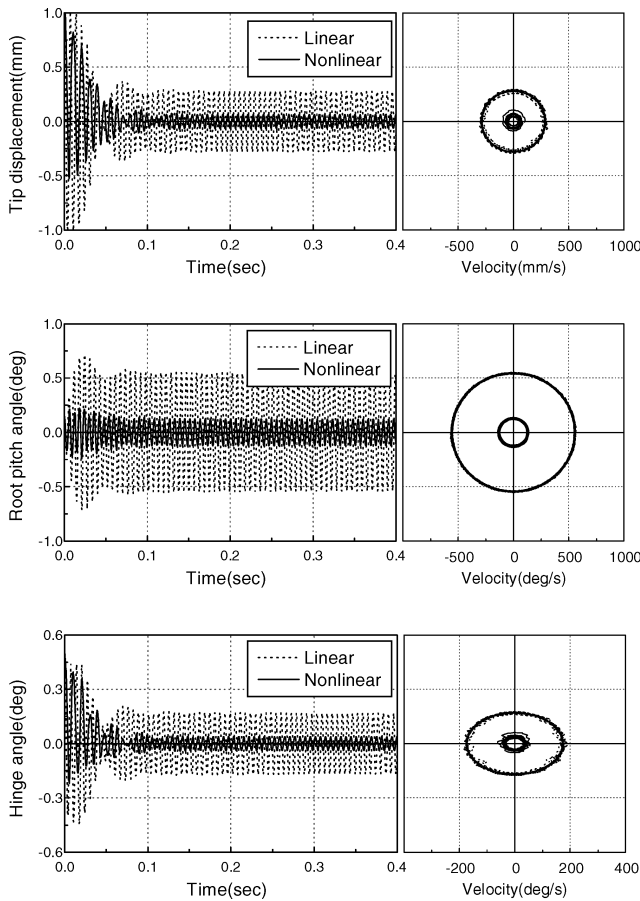 Tip displacement(mm)
1.0
0.5
0.0
-0.5
-1.0
Linear
Nonlinear
0.0 0.1 0.2 0.3 0.4
Time(sec)
-500 0 500 1000
Velocity(mm/s)
Root pitch angle(deg)
1.0
0.5
0.0
-0.5
-1.0
Linear
Nonlinear
0.0 0.1 0.2 0.3 0.4
Time(sec)
-500 0 500 1000
Velocity(deg/s)
Hinge angle(deg)
0.6
0.3
0.0
-0.3
-0.6
Linear
Nonlinear
0.0 0.1 0.2 0.3 0.4
Time(sec)
-200 0 200 400
Velocity(deg/s)